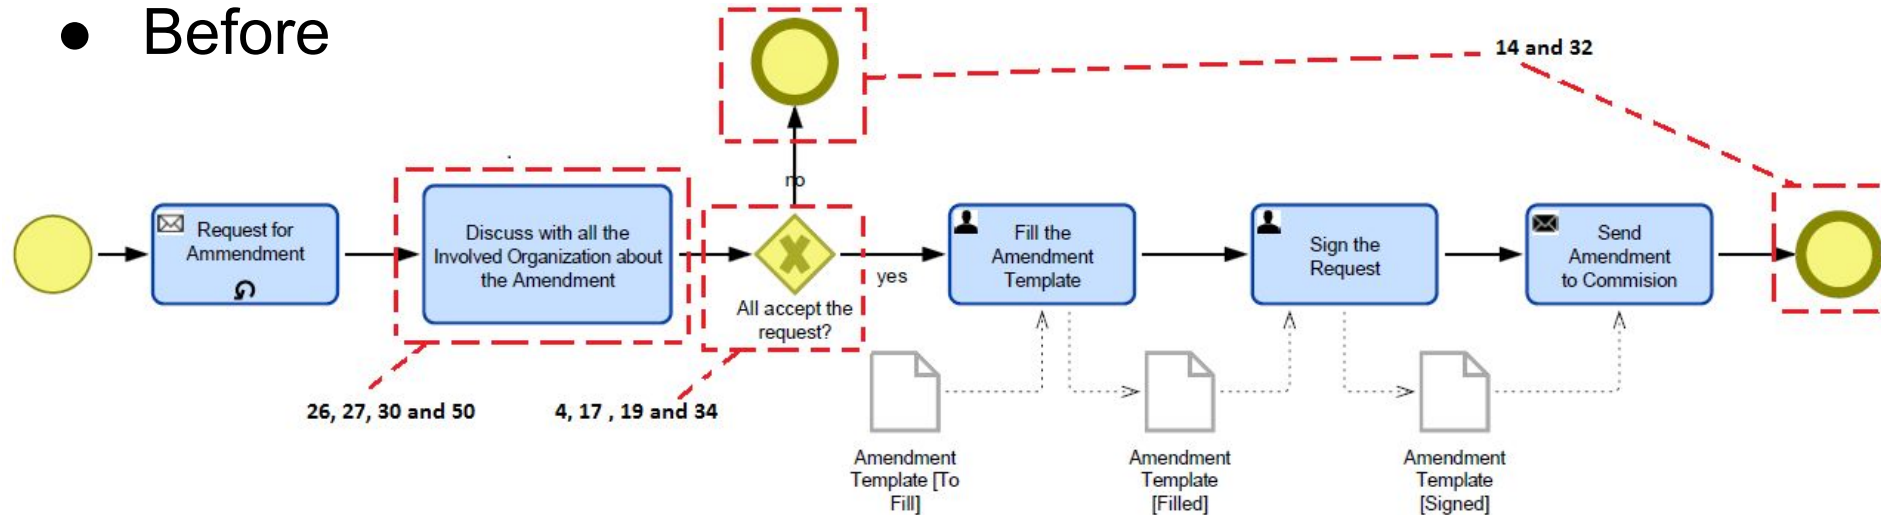 ● Before
14 and 32
no
Request for
Ammendment
Discuss with all the
Involved Organization about
the Amendment
All accept the
request?
yes
Fill the
Amendment
Template
Sign the
Request
Send
Amendment
to Commision
26, 27, 30 and 50
4, 17 , 19 and 34
Amendment
Template [To
Fill]
Amendment
Template
[Filled]
Amendment
Template
[Signed]